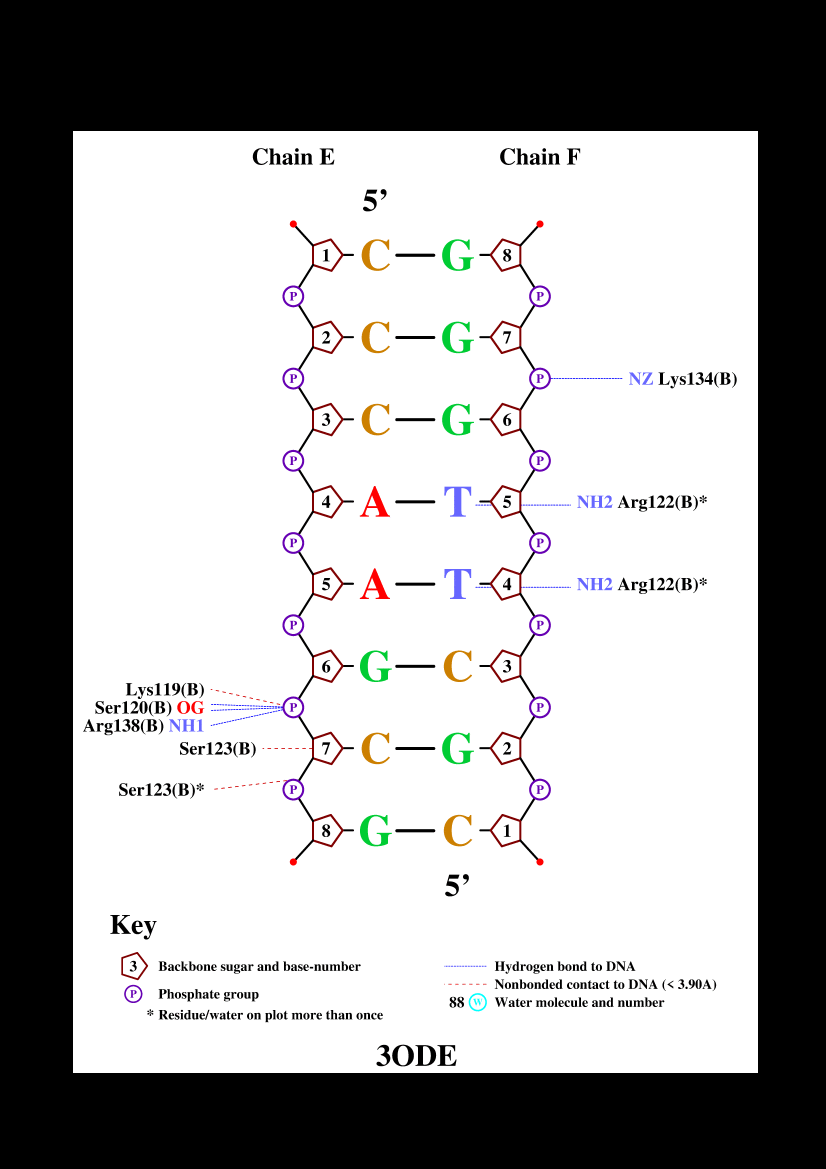 Chain E Chain F
5’
1 C G 8
P P
2 C G 7
P P NZ Lys134(B)
3 C G 6
P P
4 A T 5 NH2 Arg122(B)*
P P
5 A T 4 NH2 Arg122(B)*
P P
6 G C 3
Lys119(B)
Ser120(B) OG P P
Arg138(B) NH1
Ser123(B) 7 C G 2
Ser123(B)* P P
8 G C 1
5’
Key
3 Backbone sugar and base-number
P Phosphate group
* Residue/water on plot more than once
Hydrogen bond to DNA
Nonbonded contact to DNA (< 3.90A)
88 W Water molecule and number
3ODE